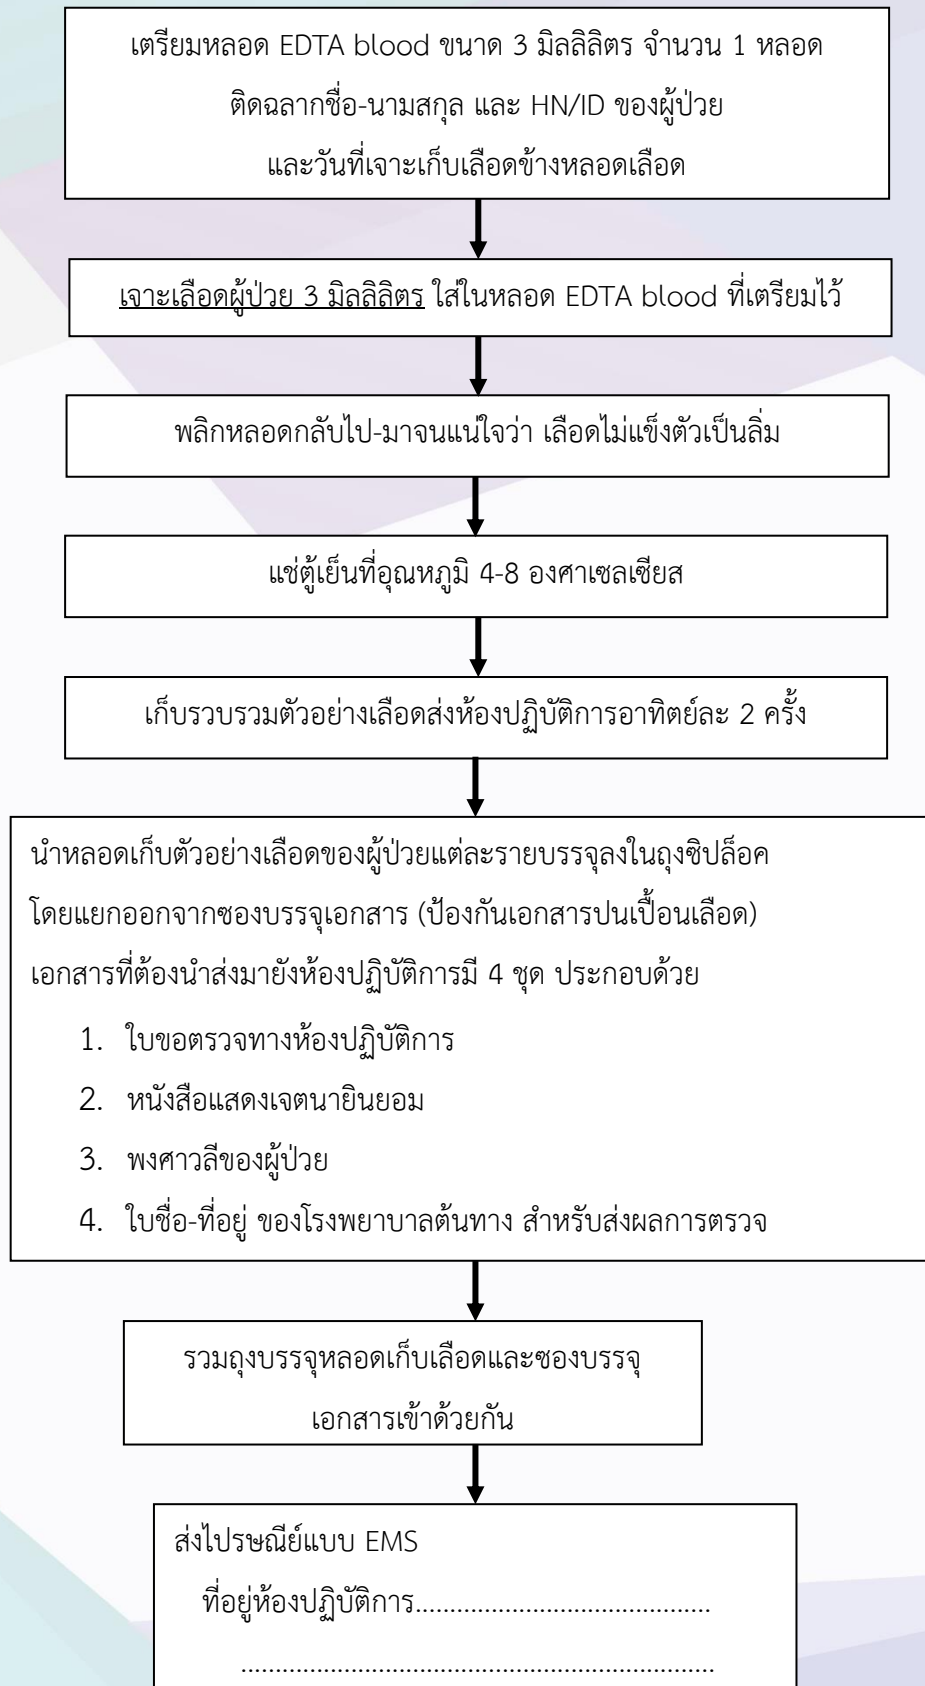 เตรียมหลอด EDTA blood ขนาด 3 มิลลิลิตร จำนวน 1 หลอด
ติดฉลากชื่อ-นามสกุล และ HN/ID ของผู้ป่วย
และวันที่เจาะเก็บเลือดข้างหลอดเลือด
เจาะเลือดผู้ป่วย 3 มิลลิลิตร ใส่ในหลอด EDTA blood ที่เตรียมไว้
พลิกหลอดกลับไป-มาจนแน่ใจว่า เลือดไม่แข็งตัวเป็นลิ่ม
แช่ตู้เย็นที่อุณหภูมิ 4-8 องศาเซลเซียส
เก็บรวบรวมตัวอย่างเลือดส่งห้องปฏิบัติการอาทิตย์ละ 2 ครั้ง
นำหลอดเก็บตัวอย่างเลือดของผู้ป่วยแต่ละรายบรรจุลงในถุงซิปล็อค
โดยแยกออกจากซองบรรจุเอกสาร (ป้องกันเอกสารปนเปื้อนเลือด)
เอกสารที่ต้องนำส่งมายังห้องปฏิบัติการมี 4 ชุด ประกอบด้วย
1. ใบขอตรวจทางห้องปฏิบัติการ
2. หนังสือแสดงเจตนายินยอม
3. พงศาวลีของผู้ป่วย
4. ใบชื่อ-ที่อยู่ ของโรงพยาบาลต้นทาง สำหรับส่งผลการตรวจ
รวมถุงบรรจุหลอดเก็บเลือดและซองบรรจุ
เอกสารเข้าด้วยกัน
ส่งไปรษณีย์แบบ EMS
ที่อยู่ห้องปฏิบัติการ...........................................
.....................................................................